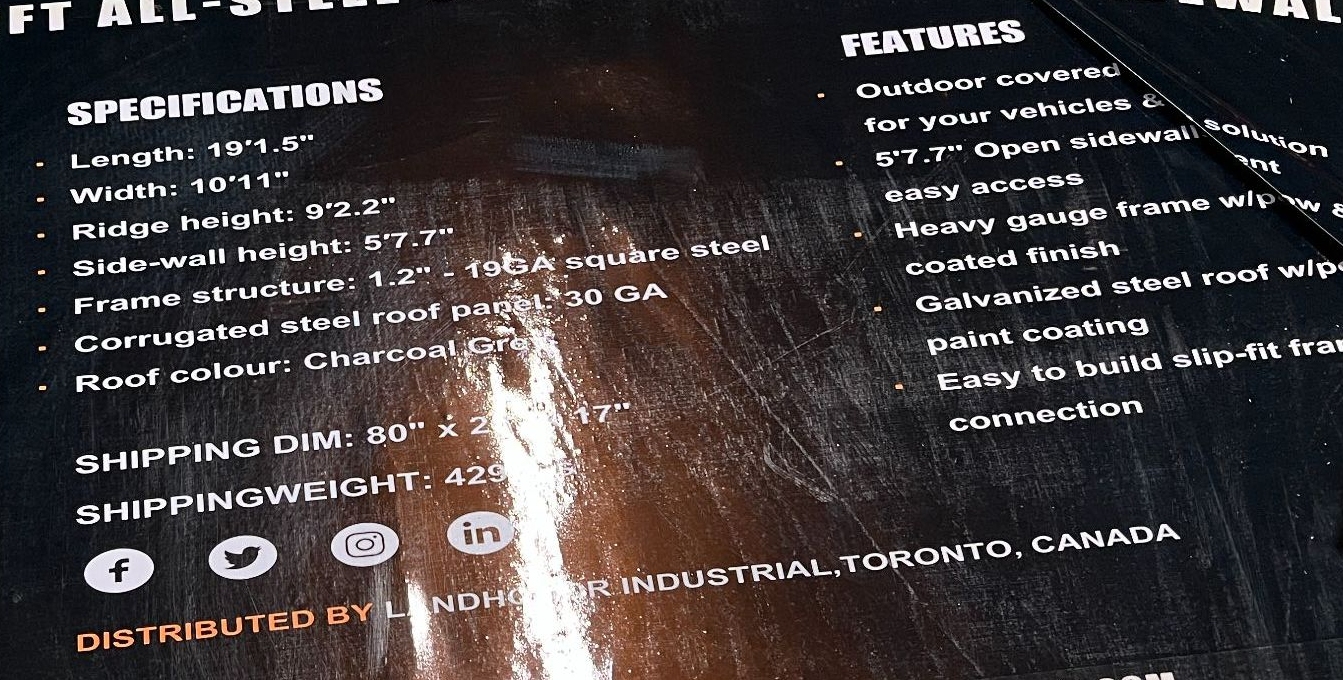 FT ALL-STEEL
SPECIFICATIONS
Length: 19'1.5"
Width: 10'11"
Ridge height: 9'2.2"
Side-wall height: 5'7.7"
Frame structure: 1.2" - 19GA square steel
Corrugated steel roof panel: 30 GA
Roof colour: Charcoal
SHIPPING DIM: 80" x 17"
SHIPPINGWEIGHT: 429
DISTRIBUTED BY INDUSTRIAL,TORONTO, CANADA
FEATURES
Outdoor covered solution
for your vehicles &
5'7.7" Open sidewall
easy access
Heavy gauge frame
coated finish
Galvanized steel roof
paint coating
Easy to build slip-fit
connection